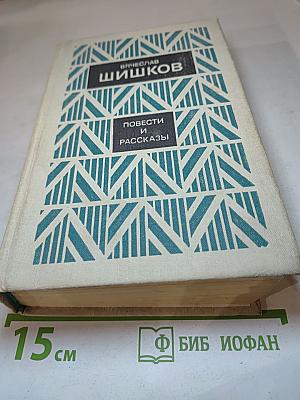 ВЯЧЕСЛАВ
ШИШКОВ
ПОВЕСТИ
И
РАССКАЗЫ
15 см
Ф БИБ ИОФАН